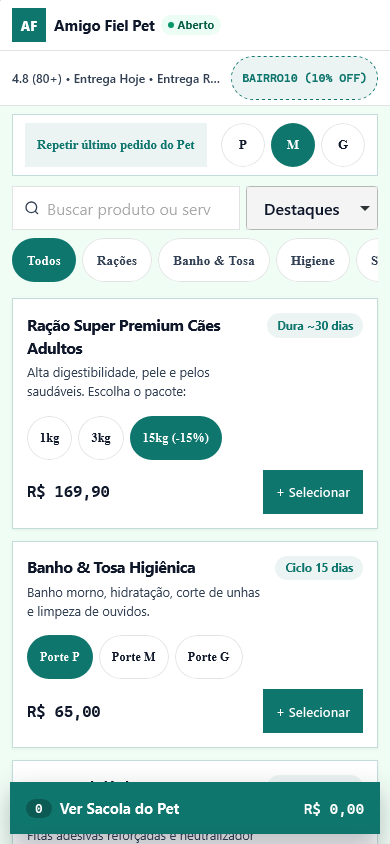 AF
Amigo Fiel Pet
Aberto
4.8 (80+) • Entrega Hoje • Entrega R...
BAIRRO10 (10% OFF)
Repetir último pedido do Pet
P
M
G
Buscar produto ou serv
Destaques
Todos
Rações
Banho & Tosa
Higiene
S
Ração Super Premium Cães
Adultos
Dura ~30 dias
Alta digestibilidade, pele e pelos
saudáveis. Escolha o pacote:
1kg
3kg
15kg (-15%)
R$ 169,90
+ Selecionar
Banho & Tosa Higiênica
Ciclo 15 dias
Banho morno, hidratação, corte de unhas
e limpeza de ouvidos.
Porte P
Porte M
Porte G
R$ 65,00
+ Selecionar
0
Ver Sacola do Pet
R$ 0,00
Fitas adesivas reforçadas e neutralizador